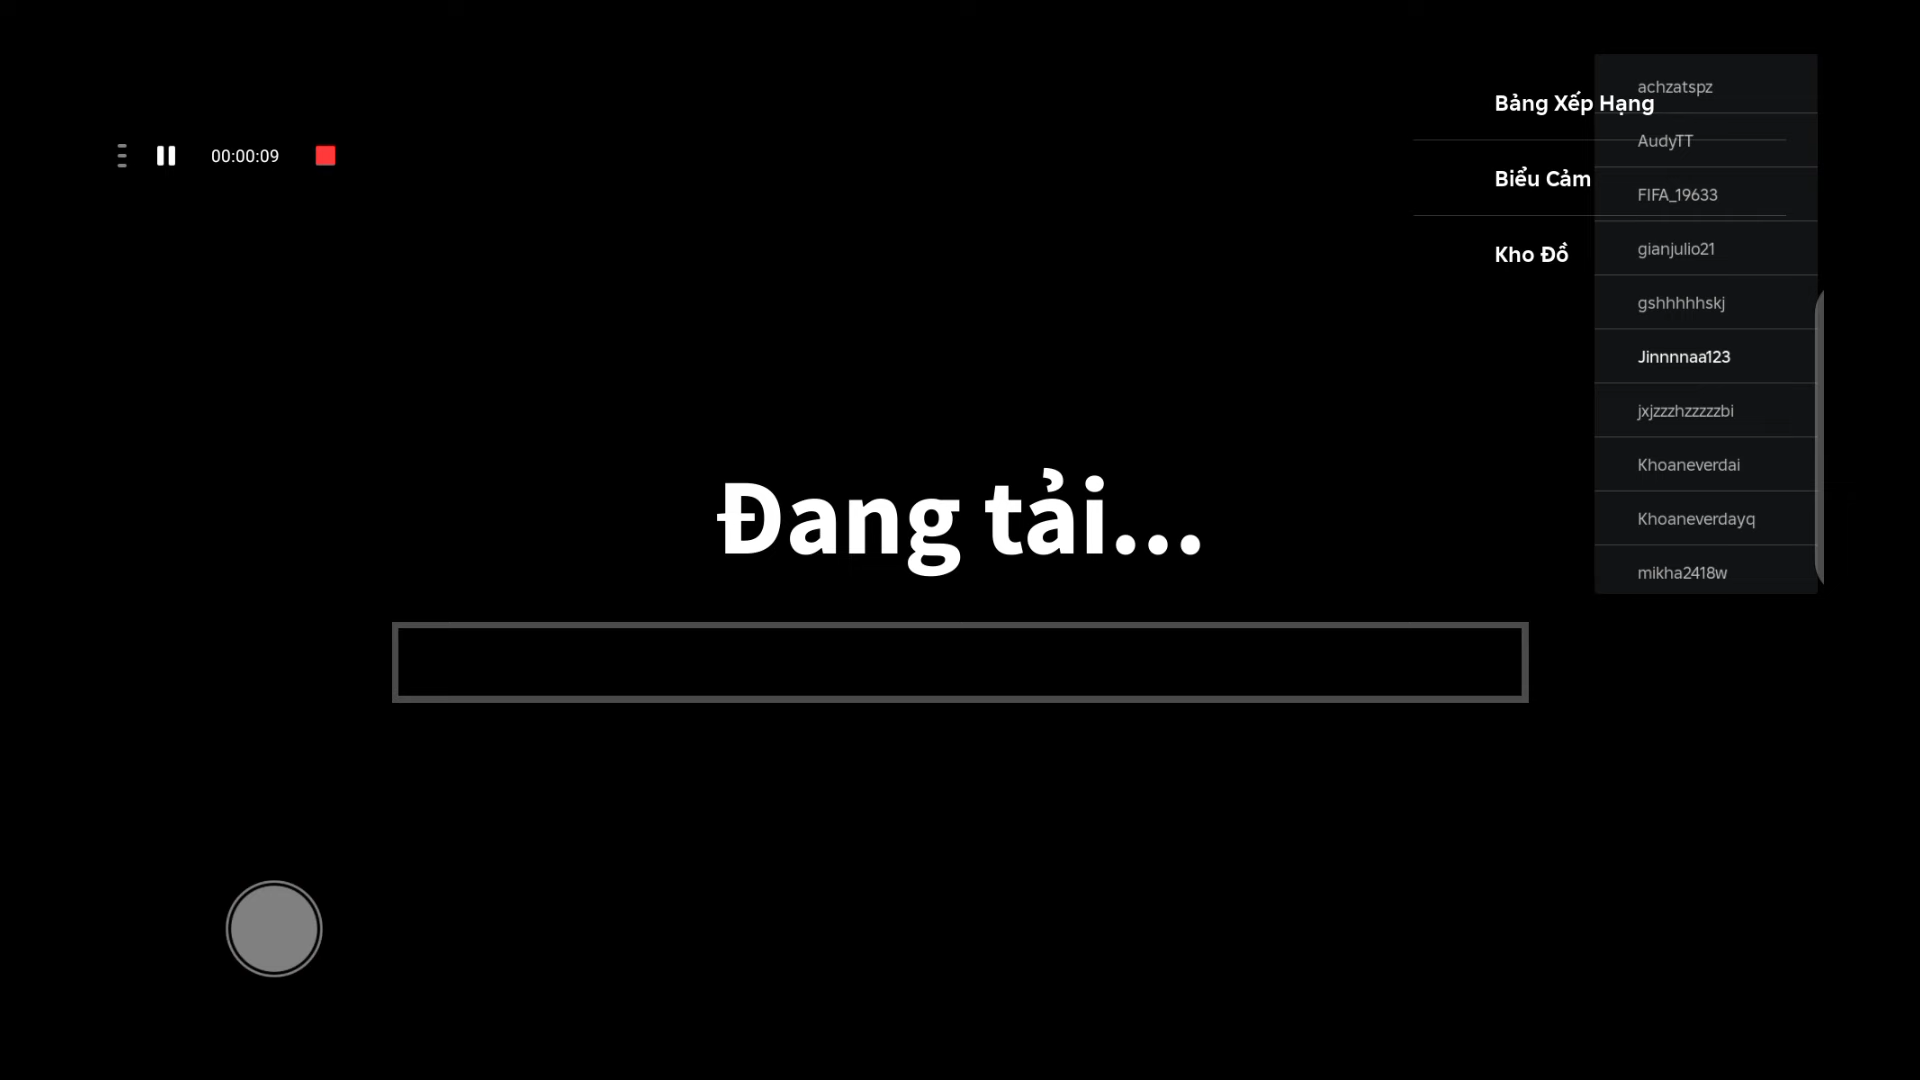 00:00:09
Bảng Xếp Hạng
Biểu Cảm
Kho Đồ
achzatspz
AudyTT
FIFA_19633
gianjulio21
gshhhhhskj
Jinnnnaa123
jxjzzzhzzzzzbi
Khoaneverdai
Khoaneverdayq
mikha2418w
Đang tải...